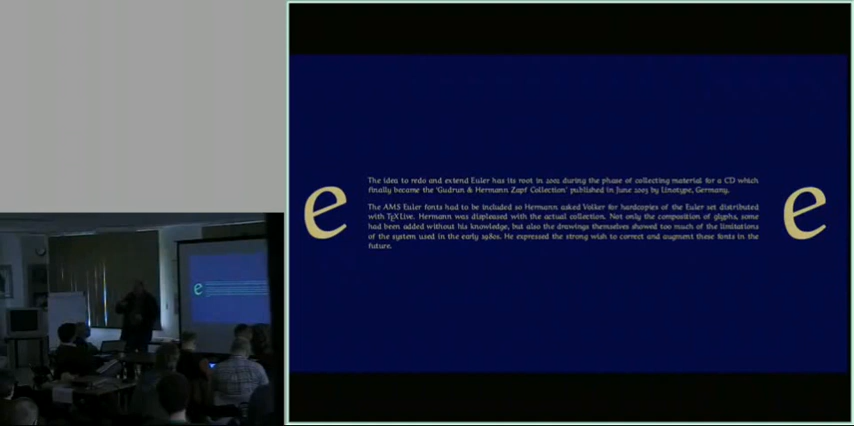 The idea to redo and extend Euler has its root in 2002 during the phase of collecting material for a CD which
finally became the 'Gudrun & Hermann Zapf Collection' published in June 2005 by Linotype, Germany.
The AMS Euler fonts had to be included so Hermann asked Volker for hardcopies of the Euler set distributed
with TEXLive. Hermann was displeased with the actual collection. Not only the composition of glyphs, some
had been added without his knowledge, but also the drawings themselves showed too much of the limitations
of the system used in the early 1980s. He expressed the strong wish to correct and augment these fonts in the
future.
e
e
e